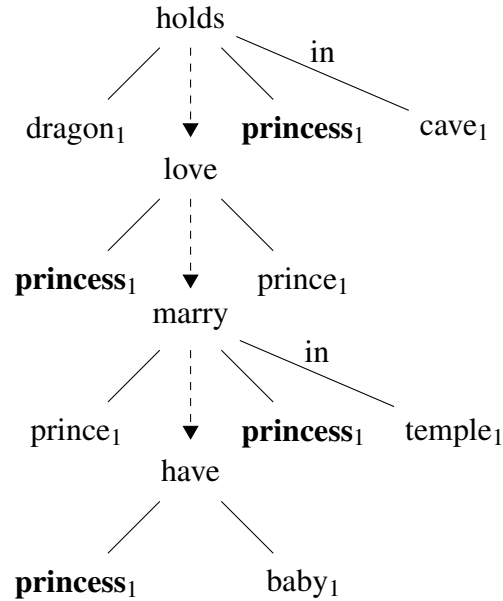 holds
in
dragon₁ princess₁ cave₁
love
princess₁ prince₁
marry
in
prince₁ princess₁ temple₁
have
princess₁ baby₁